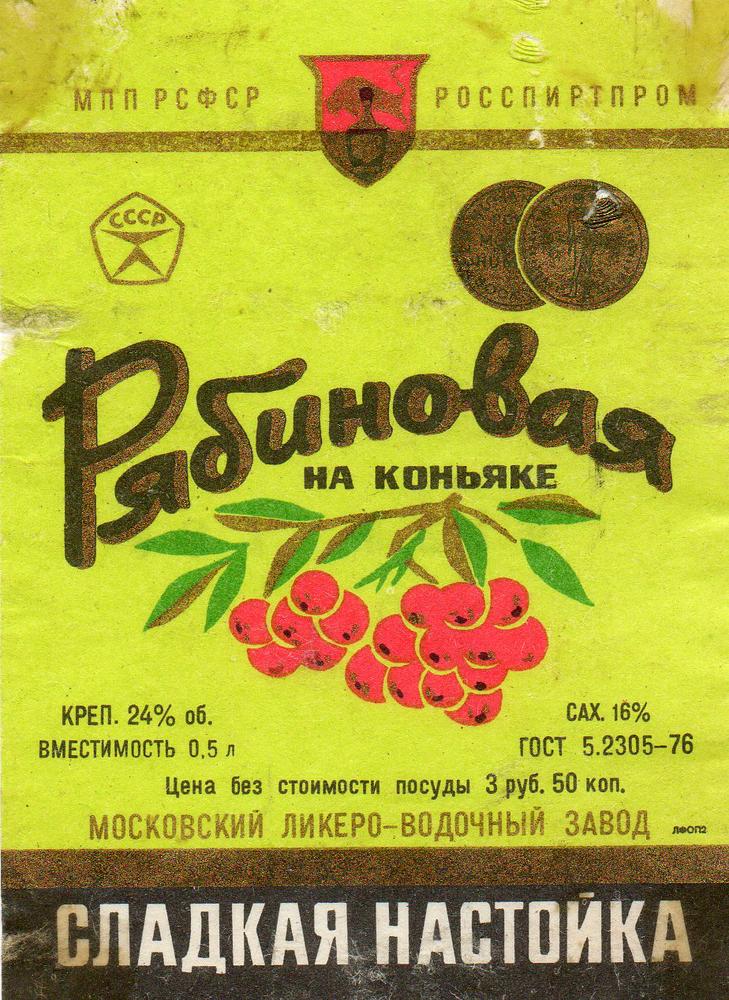 МПП РСФСР РОССПИРТПРОМ
СССР
Рябиновая
НА КОНЬЯКЕ
КРЕП. 24% об. САХ. 16%
ВМЕСТИМОСТЬ 0,5 л ГОСТ 5.2305-76
Цена без стоимости посуды 3 руб. 50 коп.
МОСКОВСКИЙ ЛИКЕРО-ВОДОЧНЫЙ ЗАВОД ЛФОП2
СЛАДКАЯ НАСТОЙКА